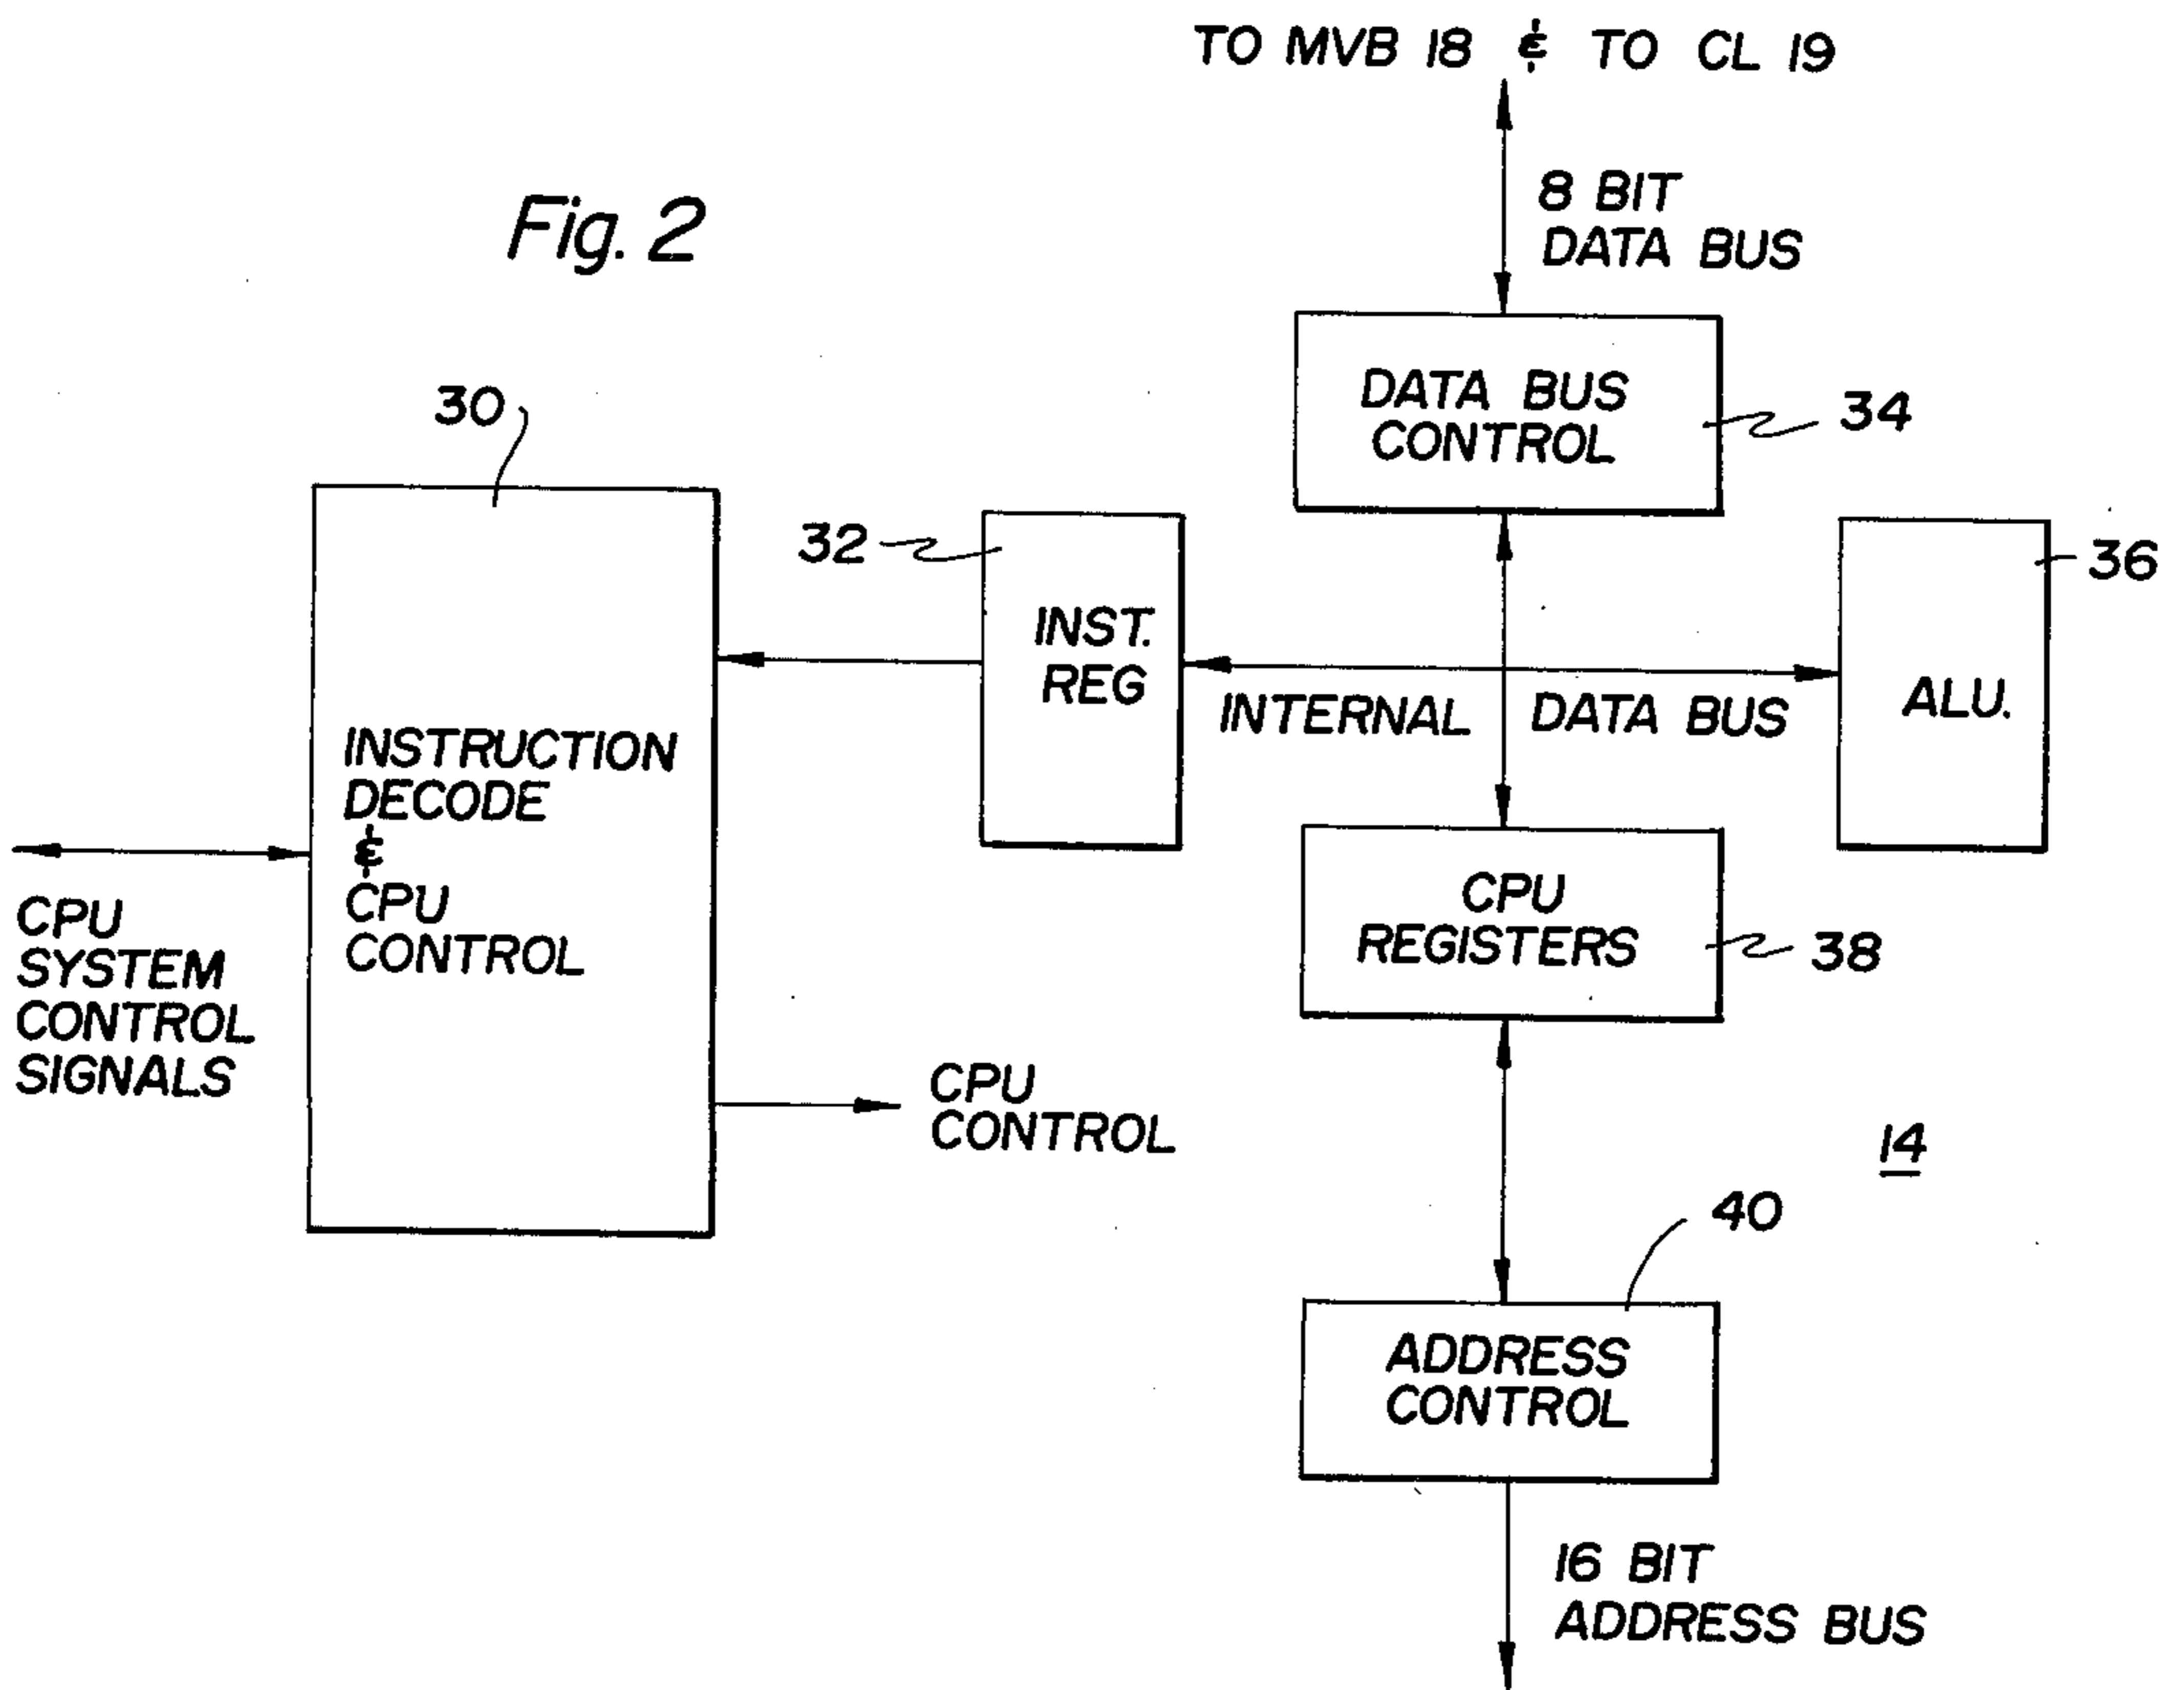 TO MVB 18 & TO CL 19
8 BIT
DATA BUS
Fig. 2
DATA BUS
CONTROL
34
30
32
INST.
REG
36
ALU.
INTERNAL DATA BUS
INSTRUCTION
DECODE
&
CPU
CONTROL
CPU
SYSTEM
CONTROL
SIGNALS
CPU
REGISTERS
38
CPU
CONTROL
14
40
ADDRESS
CONTROL
16 BIT
ADDRESS BUS